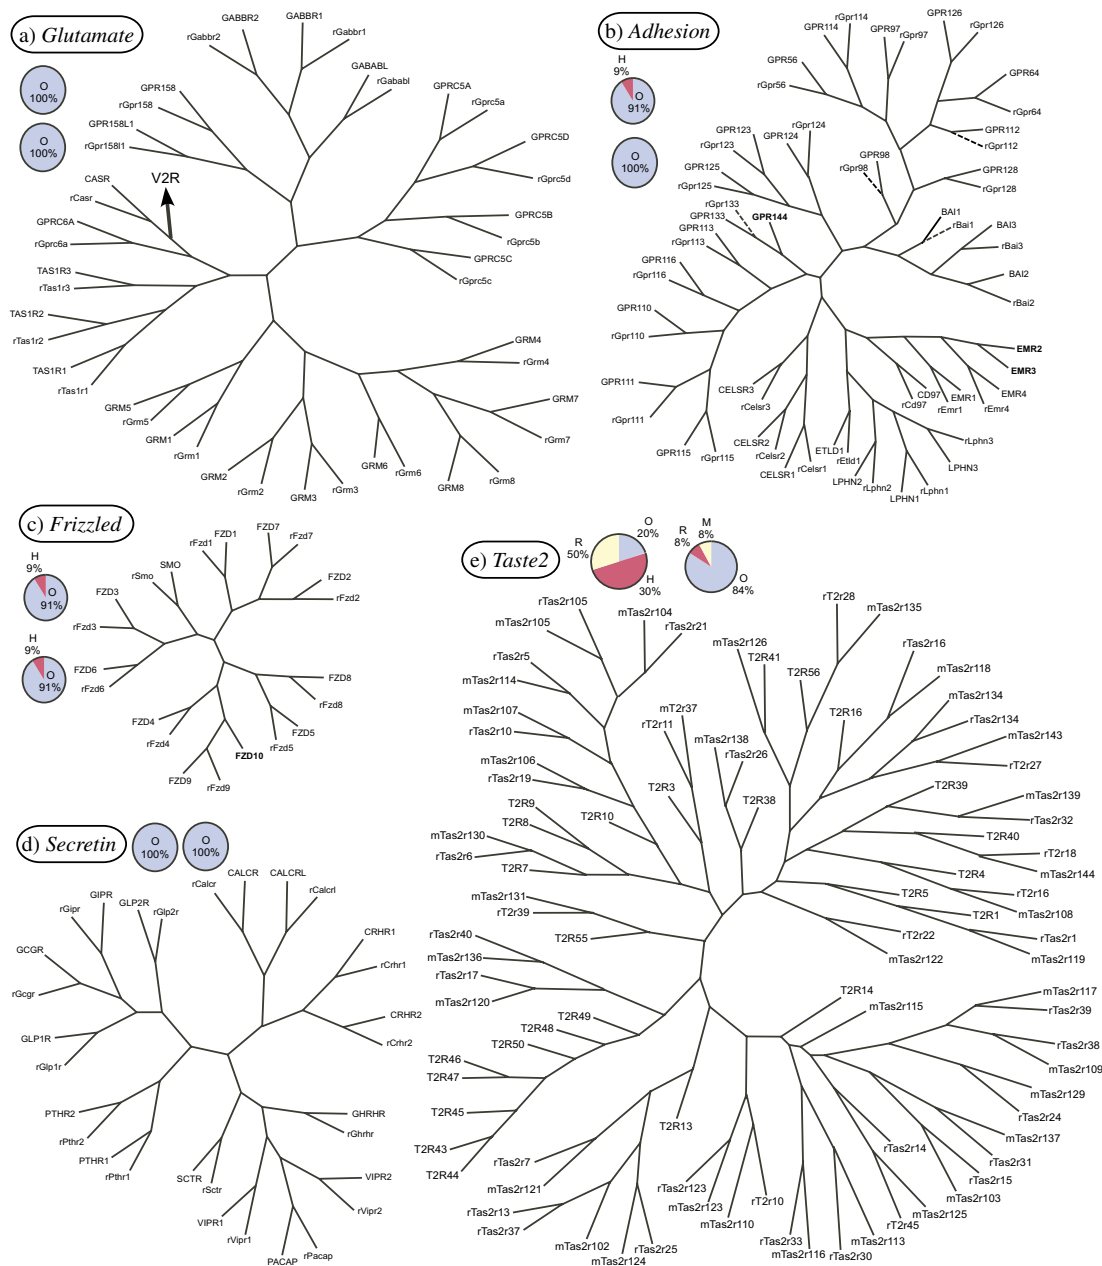 a) Glutamate
O
100%
O
100%
GABBR2
GABBR1
rGabbr2
rGabbr1
GABABL
rGababl
GPR158
rGpr158
GPR158L1
rGpr158l1
GPRC5A
rGprc5a
GPRC5D
rGprc5d
GPRC5B
rGprc5b
GPRC5C
rGprc5c
V2R
CASR
rCasr
GPRC6A
rGprc6a
TAS1R3
rTas1r3
TAS1R2
rTas1r2
TAS1R1
rTas1r1
GRM5
rGrm5
GRM1
rGrm1
GRM2
rGrm2
GRM3
rGrm3
GRM6
rGrm6
GRM8
rGrm8
GRM7
rGrm7
GRM4
rGrm4
b) Adhesion
H
9%
O
91%
O
100%
GPR126
rGpr126
rGpr114
GPR114
GPR97
rGpr97
GPR56
rGpr56
GPR64
rGpr64
GPR112
rGpr112
GPR128
rGpr128
GPR98
rGpr98
rGpr124
GPR124
GPR123
rGpr123
GPR125
rGpr125
rGpr133
GPR133
GPR144
GPR113
rGpr113
GPR116
rGpr116
GPR110
rGpr110
GPR111
rGpr111
GPR115
rGpr115
BAI1
rBai1
BAI3
rBai3
BAI2
rBai2
EMR2
EMR3
EMR4
rEmr4
EMR1
rEmr1
CD97
rCd97
CELSR3
rCelsr3
CELSR2
rCelsr2
CELSR1
rCelsr1
ETLD1
rEtld1
LPHN2
rLphn2
LPHN1
rLphn1
LPHN3
rLphn3
c) Frizzled
H
9%
O
91%
H
9%
O
91%
FZD7
rFzd7
FZD1
rFzd1
SMO
rSmo
FZD2
rFzd2
FZD3
rFzd3
FZD6
rFzd6
FZD4
rFzd4
FZD9
rFzd9
FZD10
FZD5
rFzd5
FZD8
rFzd8
d) Secretin
O
100%
O
100%
CALCR
rCalcr
CALCRL
rCalcrl
GIPR
rGipr
GLP2R
rGlp2r
GCGR
rGcgr
GLP1R
rGlp1r
CRHR1
rCrhr1
CRHR2
rCrhr2
PTHR2
rPthr2
PTHR1
rPthr1
SCTR
rSctr
VIPR1
rVipr1
PACAP
rPacap
VIPR2
rVipr2
GHRHR
rGhrhr
e) Taste2
O
20%
R
50%
H
30%
M
8%
R
8%
O
84%
rTas2r105
mTas2r105
mTas2r104
rTas2r21
rTas2r5
mTas2r114
mTas2r107
rTas2r10
mTas2r106
rTas2r19
T2R9
T2R8
T2R10
mTas2r130
rTas2r6
T2R7
mTas2r131
rT2r39
T2R55
rTas2r40
mTas2r136
rTas2r17
mTas2r120
T2R49
T2R48
T2R50
T2R46
T2R47
T2R45
T2R43
T2R44
mT2r37
rT2r11
mTas2r138
rTas2r26
T2R3
T2R38
mTas2r126
T2R41
T2R56
rT2r28
mTas2r135
T2R16
rTas2r16
mTas2r118
mTas2r134
rTas2r134
mTas2r143
rT2r27
T2R39
mTas2r139
rTas2r32
T2R40
rT2r18
mTas2r144
T2R4
rT2r16
mTas2r108
T2R5
T2R1
rTas2r1
mTas2r119
rT2r22
mTas2r122
T2R14
mTas2r115
mTas2r117
rTas2r39
rTas2r38
mTas2r109
mTas2r129
rTas2r24
mTas2r137
rTas2r31
rTas2r14
rTas2r15
mTas2r103
mTas2r125
rT2r45
mTas2r113
rTas2r30
mTas2r116
rTas2r33
rT2r10
mTas2r110
mTas2r123
rTas2r123
T2R13
rTas2r7
mTas2r121
rTas2r13
rTas2r37
mTas2r102
mTas2r124
rTas2r25